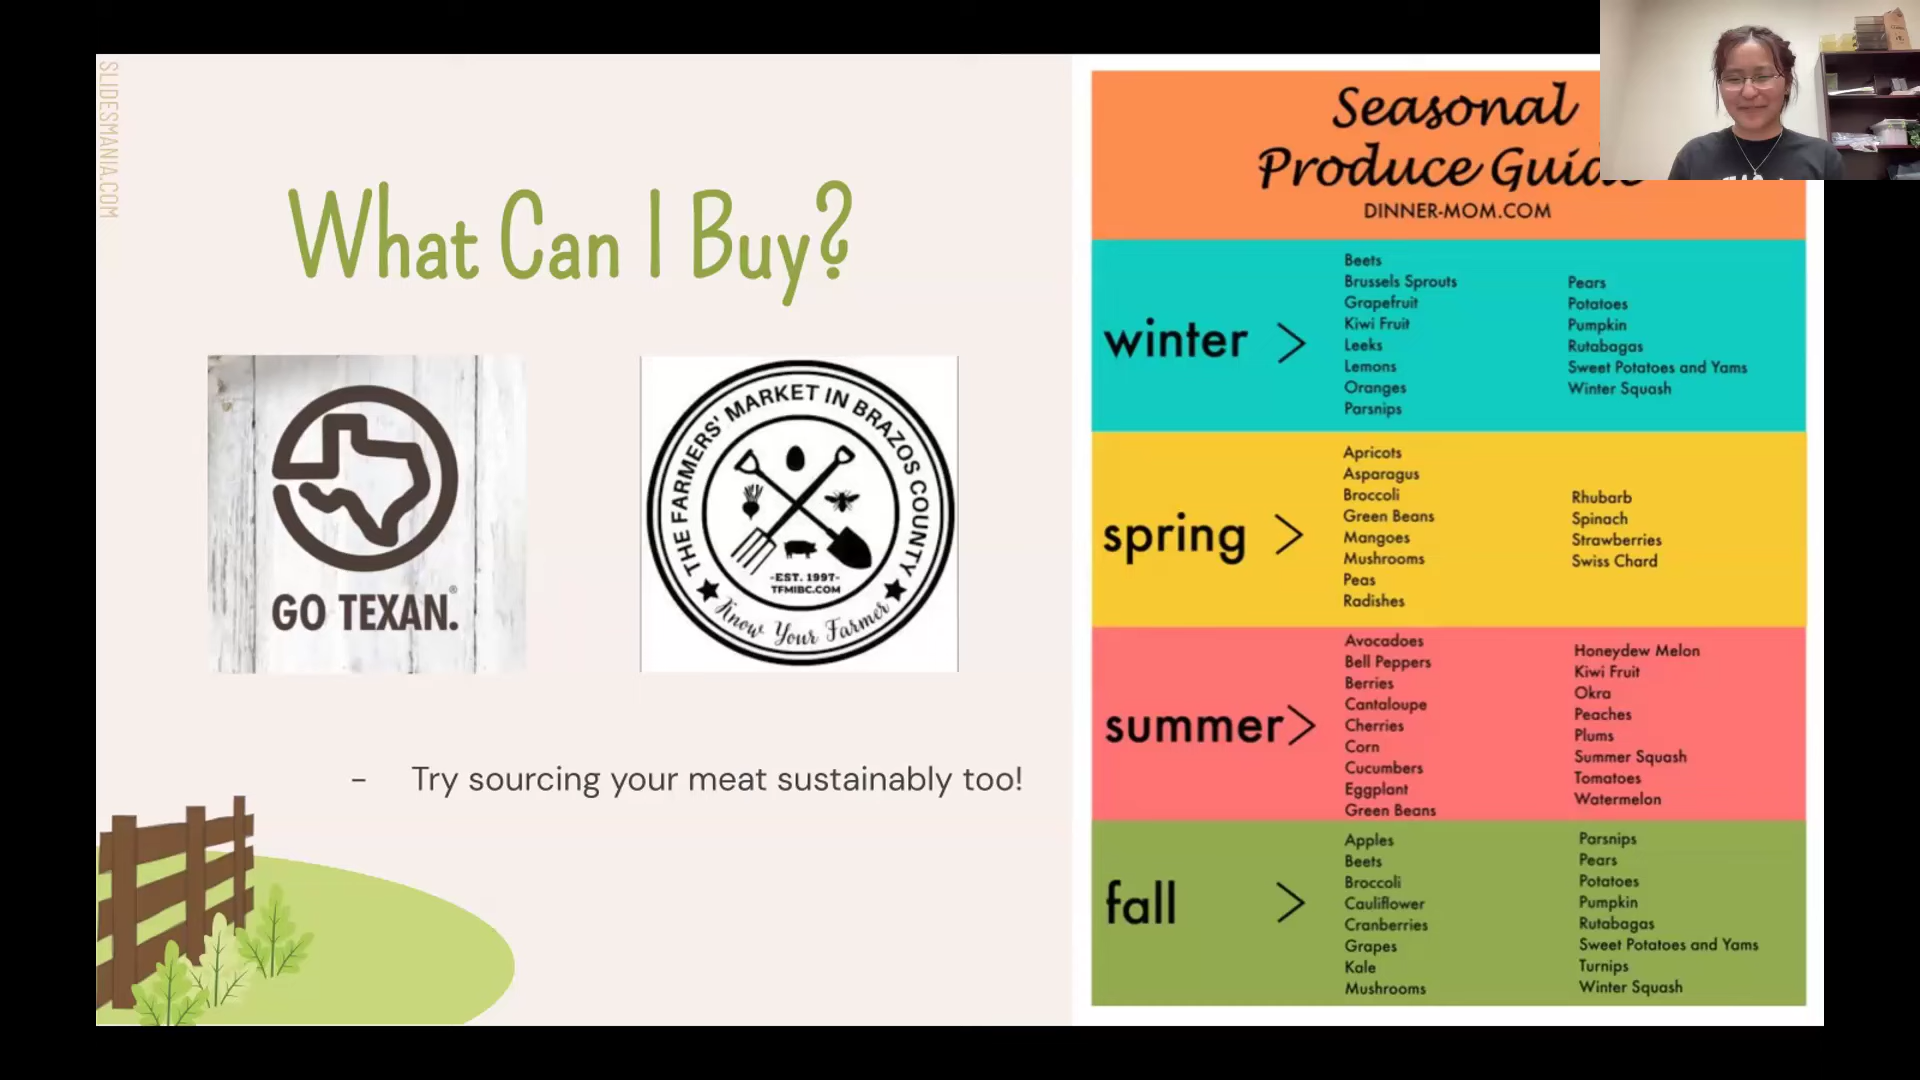 SLIDESMANIA.COM
What Can I Buy?
GO TEXAN.®
THE FARMERS' MARKET IN BRAZOS COUNTY
-EST. 1997-
TFMIBC.COM
Know Your Farmer
- Try sourcing your meat sustainably too!
Seasonal
Produce
DINNER-MOM.COM
winter >
Beets
Brussels Sprouts
Grapefruit
Kiwi Fruit
Leeks
Lemons
Oranges
Parsnips
Pears
Potatoes
Pumpkin
Rutabagas
Sweet Potatoes and Yams
Winter Squash
spring >
Apricots
Asparagus
Broccoli
Green Beans
Mangoes
Mushrooms
Peas
Radishes
Rhubarb
Spinach
Strawberries
Swiss Chard
summer >
Avocadoes
Bell Peppers
Berries
Cantaloupe
Cherries
Corn
Cucumbers
Eggplant
Green Beans
Honeydew Melon
Kiwi Fruit
Okra
Peaches
Plums
Summer Squash
Tomatoes
Watermelon
fall >
Apples
Beets
Broccoli
Cauliflower
Cranberries
Grapes
Kale
Mushrooms
Parsnips
Pears
Potatoes
Pumpkin
Rutabagas
Sweet Potatoes and Yams
Turnips
Winter Squash